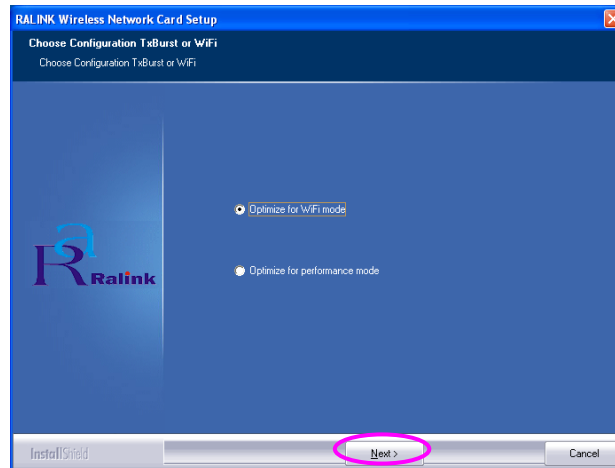 RALINK Wireless Network Card Setup
Choose Configuration TxBurst or WiFi
Choose Configuration TxBurst or WiFi
Optimize for WiFi mode
Ra
Ralink
Optimize for performance mode
InstallShield
Next >
Cancel